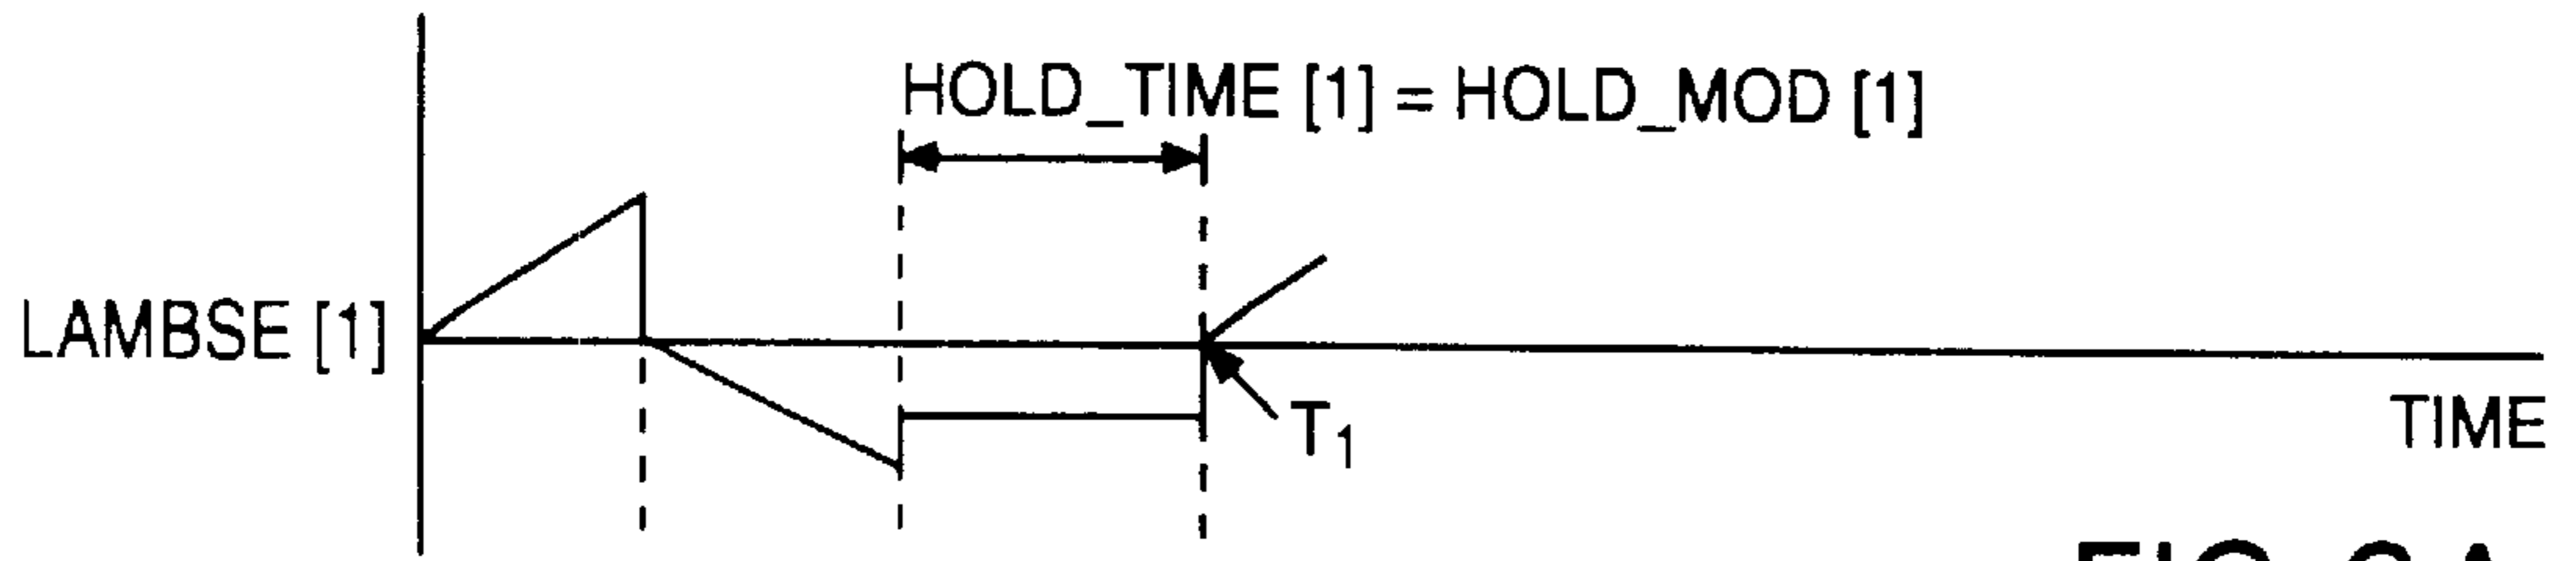 HOLD_TIME [1] = HOLD_MOD [1]
LAMBSE [1]
T1
TIME